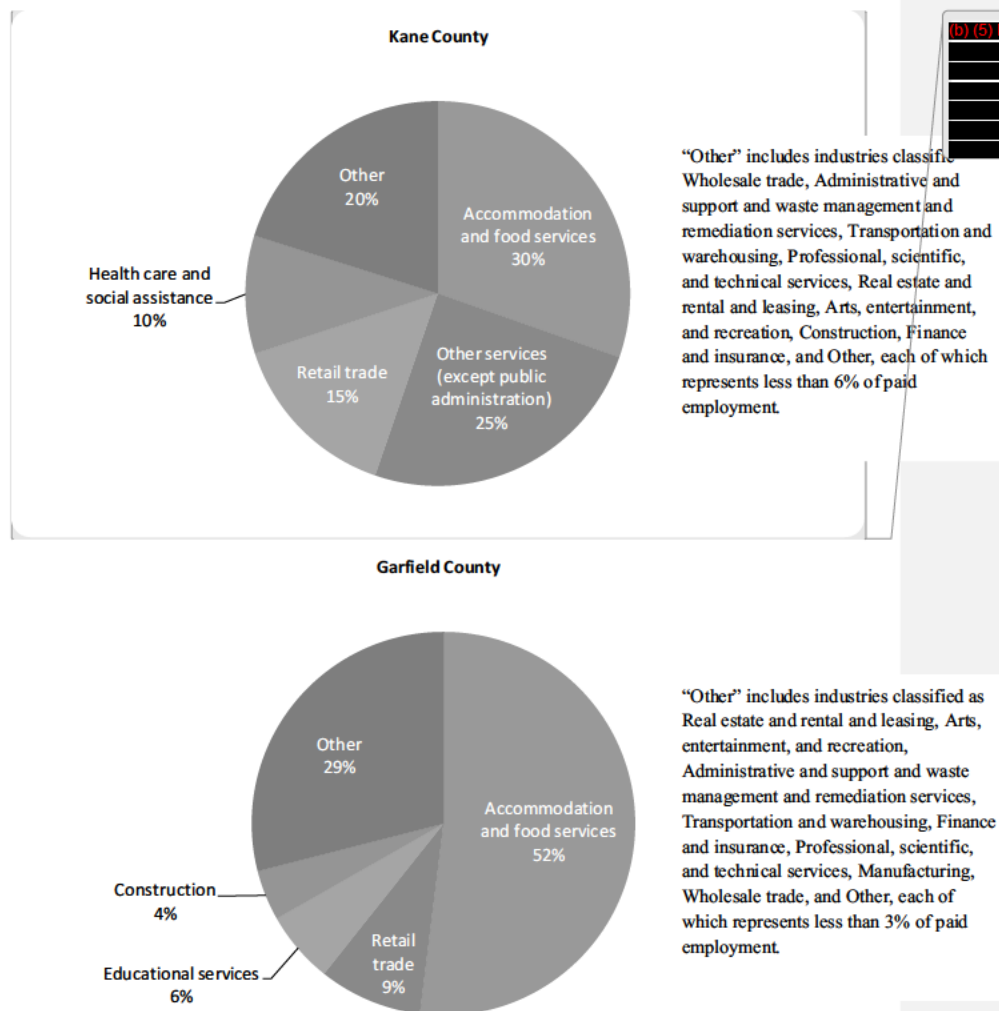 Kane County
(b) (5)
Other
20%
Accommodation
and food services
30%
Health care and
social assistance
10%
Retail trade
15%
Other services
(except public
administration)
25%
"Other" includes industries classifie
Wholesale trade, Administrative and
support and waste management and
remediation services, Transportation and
warehousing, Professional, scientific,
and technical services, Real estate and
rental and leasing, Arts, entertainment,
and recreation, Construction, Finance
and insurance, and Other, each of which
represents less than 6% of paid
employment.
Garfield County
Other
29%
Accommodation
and food services
52%
Construction
4%
Educational services
6%
Retail
trade
9%
"Other" includes industries classified as
Real estate and rental and leasing, Arts,
entertainment, and recreation,
Administrative and support and waste
management and remediation services,
Transportation and warehousing, Finance
and insurance, Professional, scientific,
and technical services, Manufacturing,
Wholesale trade, and Other, each of
which represents less than 3% of paid
employment.